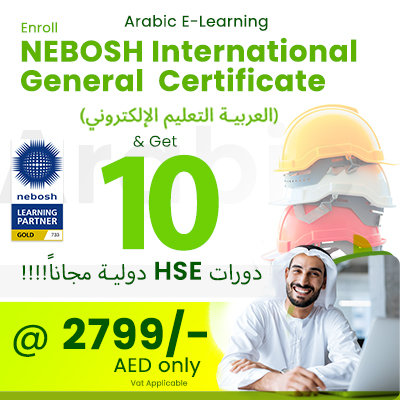 Arabic E-Learning
Enroll
NEBOSH International
General Certificate
(العربية التعليم الإلكتروني)
& Get
10
nebosh
LEARNING
PARTNER
GOLD 733
دورات HSE دولية مجاناً!!!!
@ 2799/-
AED only
Vat Applicable